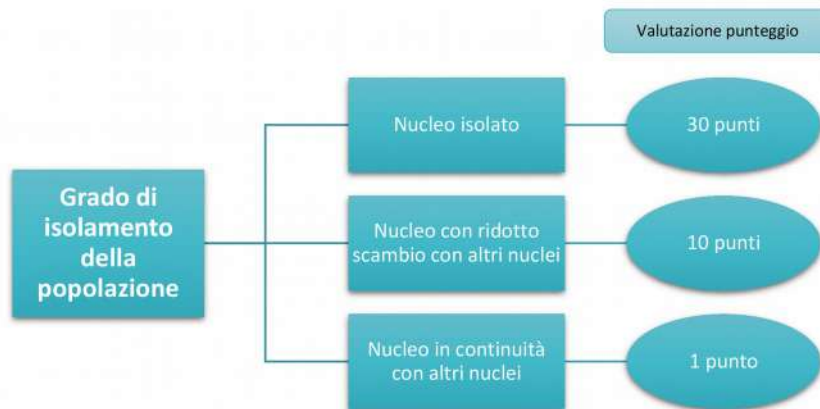 Valutazione punteggio
Nucleo isolato
30 punti
Grado di
isolamento
della
popolazione
Nucleo con ridotto
scambio con altri nuclei
10 punti
Nucleo in continuità
con altri nuclei
1 punto